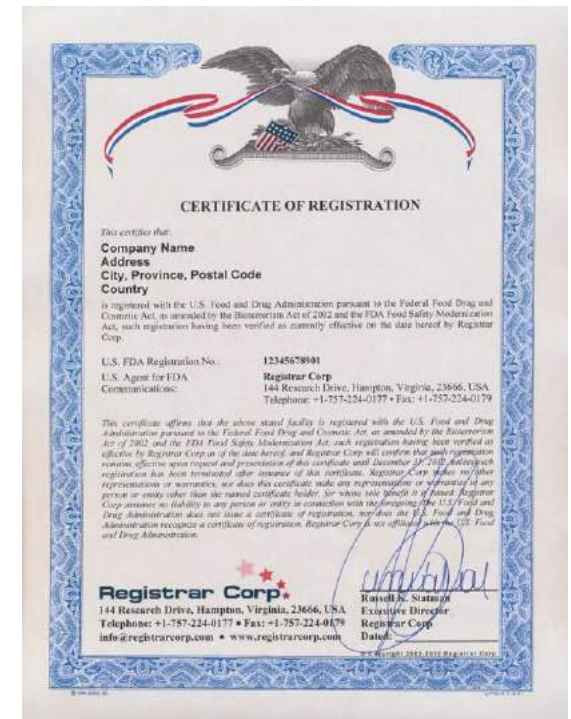 CERTIFICATE OF REGISTRATION
This certifies that:
Company Name
Address
City, Province, Postal Code
Country
is registered with the U.S. Food and Drug Administration pursuant to the Federal Food Drug and
Cosmetic Act, as amended by the Bioterrorism Act of 2002 and the FDA Food Safety Modernization
Act, such registration having been verified as currently effective on the date hereof by Registrar
Corp.
U.S. FDA Registration No.: 12345678901
U.S. Agent for FDA Registrar Corp
Communications: 144 Research Drive, Hampton, Virginia, 23666, USA
Telephone: +1-757-224-0177 • Fax: +1-757-224-0179
This certificate affirms that the above stated facility is registered with the U.S. Food and Drug
Administration pursuant to the Federal Food Drug and Cosmetic Act, as amended by the Bioterrorism
Act of 2002 and the FDA Food Safety Modernization Act, such registration having been verified as
effective by Registrar Corp as of the date hereof, and Registrar Corp will confirm that such registration
remains effective upon request and presentation of this certificate until December 31, unless such
registration has been terminated after issuance of this certificate. Registrar Corp makes no other
representations or warranties, nor does this certificate make any representations or warranties to any
person or entity other than the named certificate holder, for whose sole benefit it is issued. Registrar
Corp assumes no liability to any person or entity in connection with the foregoing. The U.S. Food and
Drug Administration does not issue a certificate of registration, nor does the U.S. Food and Drug
Administration recognize a certificate of registration. Registrar Corp is not affiliated with the U.S. Food
and Drug Administration.
Registrar Corp.
144 Research Drive, Hampton, Virginia, 23666, USA
Telephone: +1-757-224-0177 • Fax: +1-757-224-0179
info@registrarcorp.com • www.registrarcorp.com
Russell K. Statman
Executive Director
Registrar Corp
Dated:
Copyright Registrar Corp